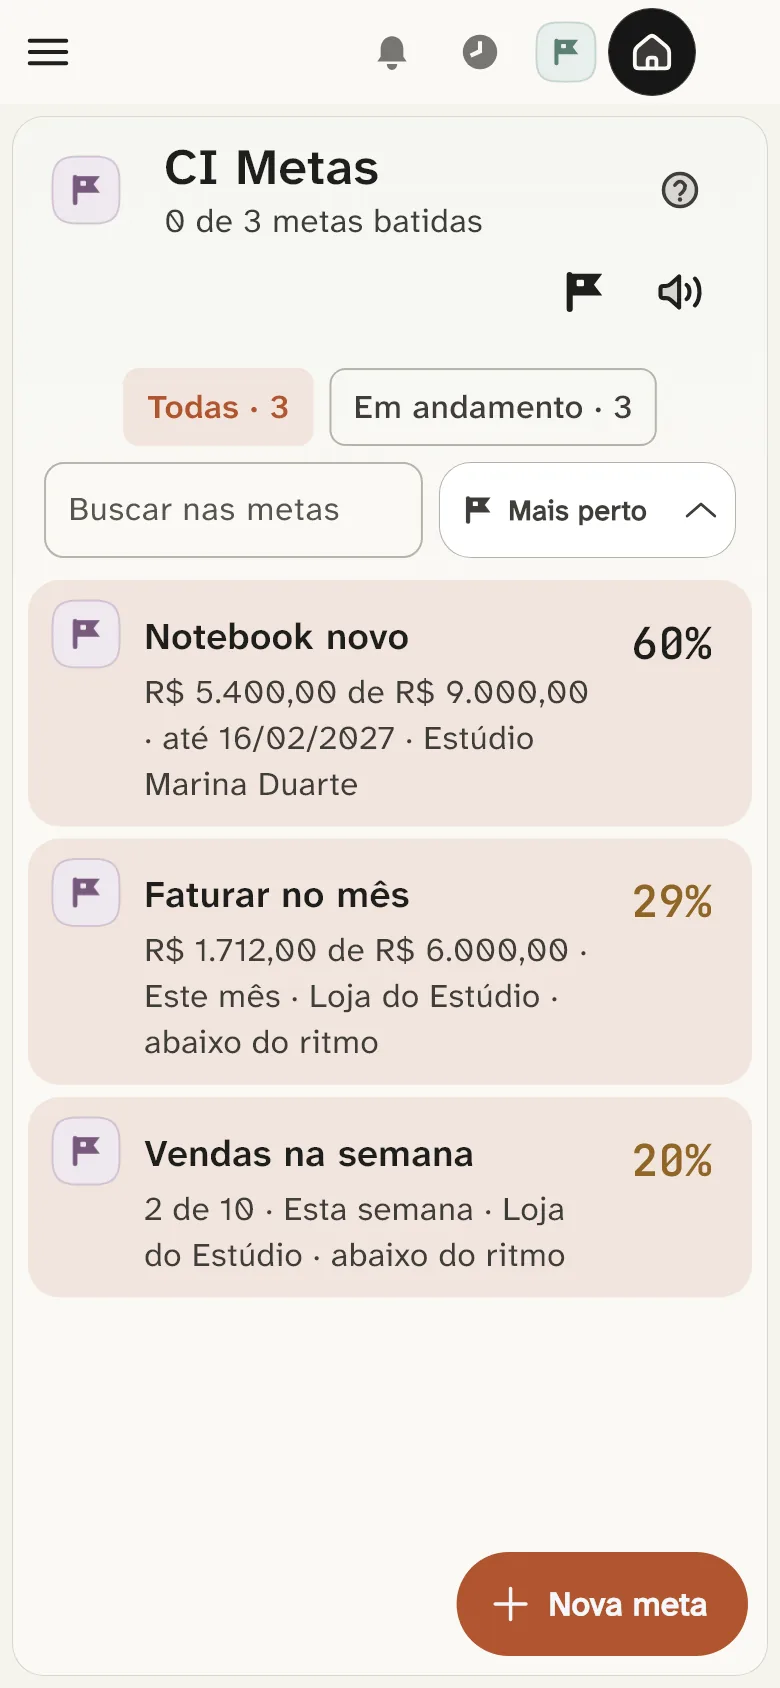 CI Metas
0 de 3 metas batidas
Todas · 3
Em andamento · 3
Buscar nas metas
Mais perto
Notebook novo
60%
R$ 5.400,00 de R$ 9.000,00
· até 16/02/2027 · Estúdio
Marina Duarte
Faturar no mês
29%
R$ 1.712,00 de R$ 6.000,00 ·
Este mês · Loja do Estúdio ·
abaixo do ritmo
Vendas na semana
20%
2 de 10 · Esta semana · Loja
do Estúdio · abaixo do ritmo
Nova meta